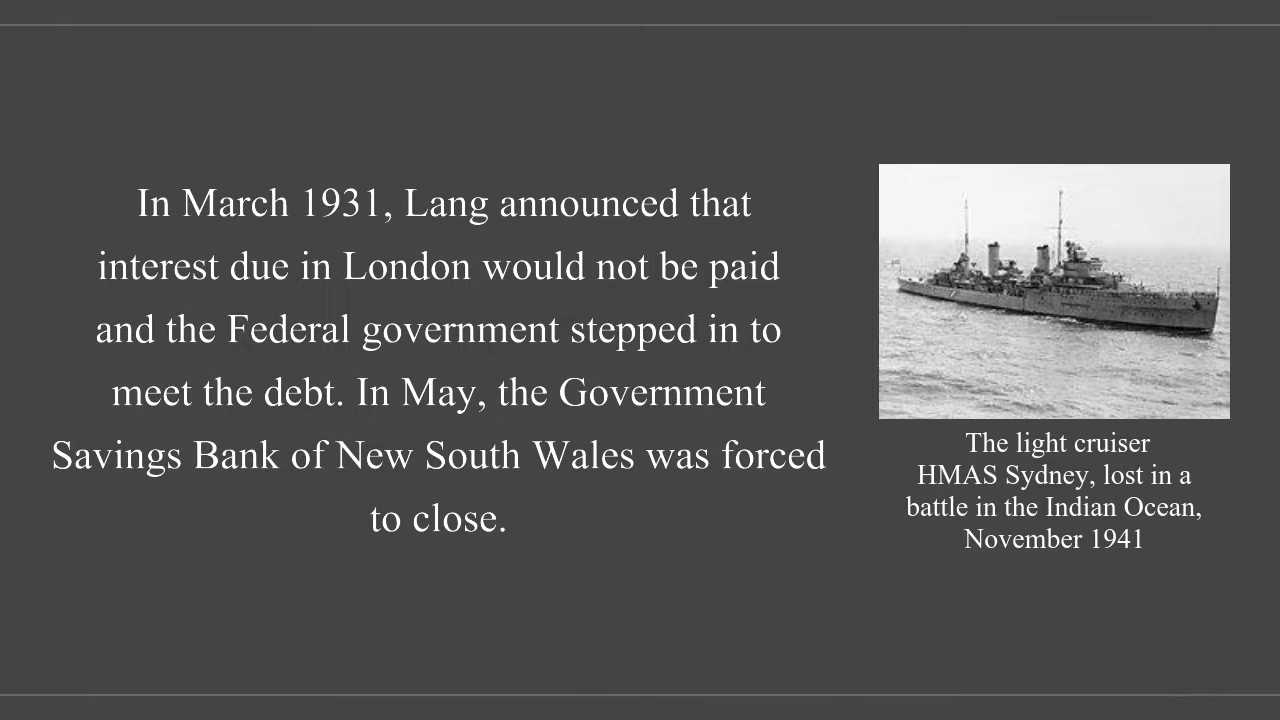 In March 1931, Lang announced that
interest due in London would not be paid
and the Federal government stepped in to
meet the debt. In May, the Government
Savings Bank of New South Wales was forced
to close.
The light cruiser
HMAS Sydney, lost in a
battle in the Indian Ocean,
November 1941